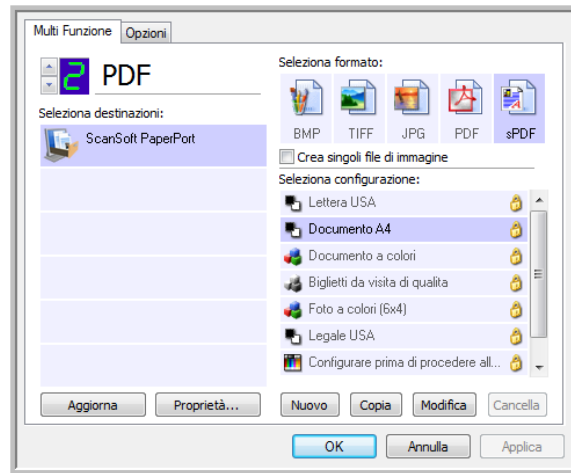 Multi Funzione
Opzioni
2 PDF
Seleziona destinazioni:
ScanSoft PaperPort
Aggiorna
Proprietà...
Seleziona formato:
BMP TIFF JPG PDF sPDF
Crea singoli file di immagine
Seleziona configurazione:
Lettera USA
Documento A4
Documento a colori
Biglietti da visita di qualita
Foto a colori (6x4)
Legale USA
Configurare prima di procedere all...
Nuovo
Copia
Modifica
Cancella
OK
Annulla
Applica